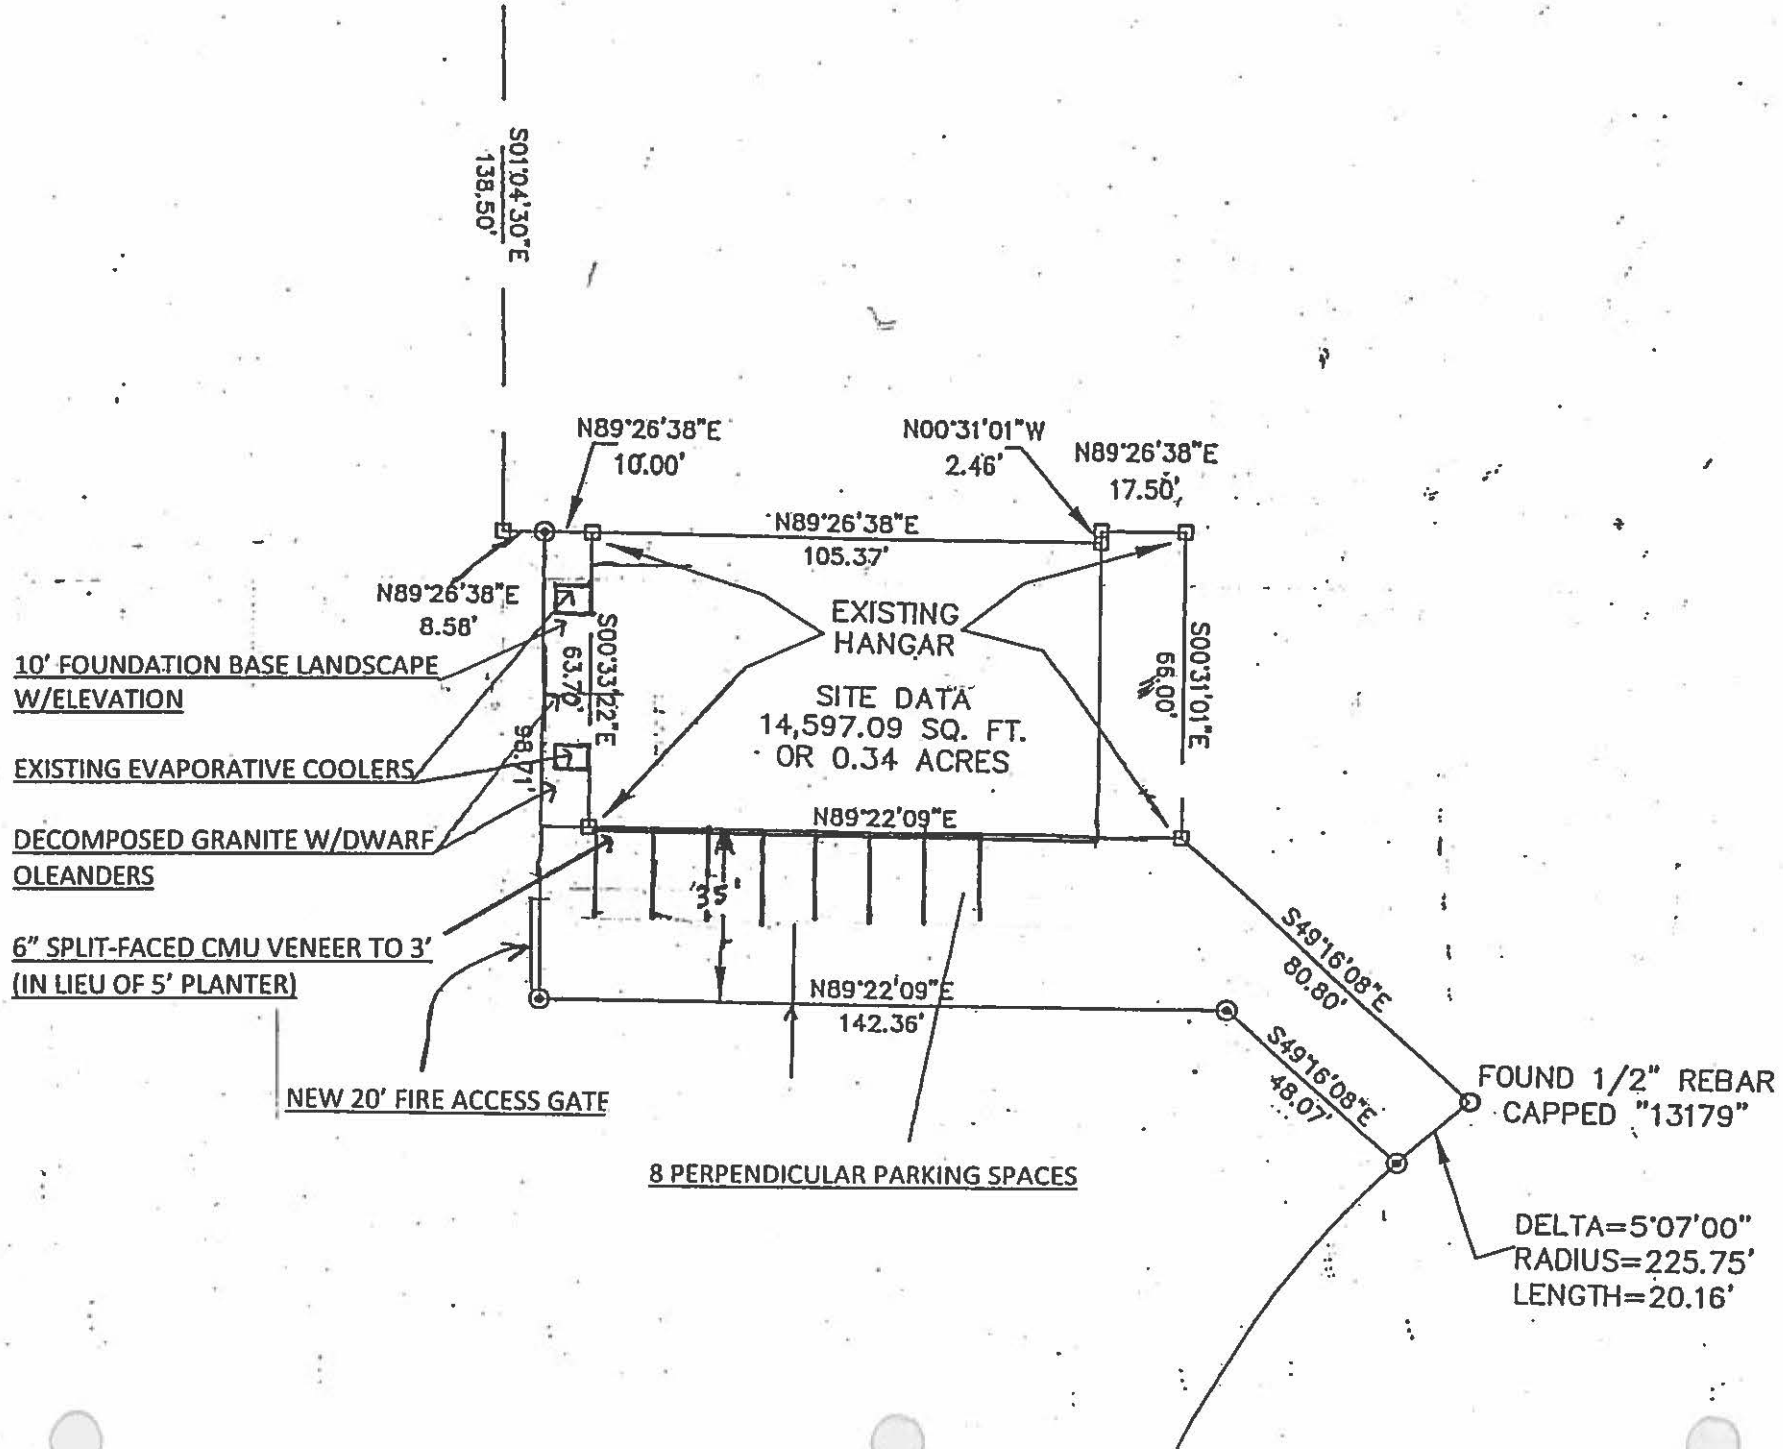 S01°04'30"E
138.50'
N89°26'38"E
10.00'
N00°31'01"W
2.46'
N89°26'38"E
17.50'
N89°26'38"E
105.37'
N89°26'38"E
8.58'
EXISTING
HANGAR
S00°33'22"E
63.70'
S00°31'01"E
66.00'
10' FOUNDATION BASE LANDSCAPE
W/ELEVATION
SITE DATA
14,597.09 SQ. FT.
OR 0.34 ACRES
98.71'
EXISTING EVAPORATIVE COOLERS
N89°22'09"E
DECOMPOSED GRANITE W/DWARF
OLEANDERS
35'
6" SPLIT-FACED CMU VENEER TO 3'
(IN LIEU OF 5' PLANTER)
S49°16'08"E
80.80'
N89°22'09"E
142.36'
S49°16'08"E
48.07'
NEW 20' FIRE ACCESS GATE
FOUND 1/2" REBAR
CAPPED "13179"
8 PERPENDICULAR PARKING SPACES
DELTA=5°07'00"
RADIUS=225.75'
LENGTH=20.16'